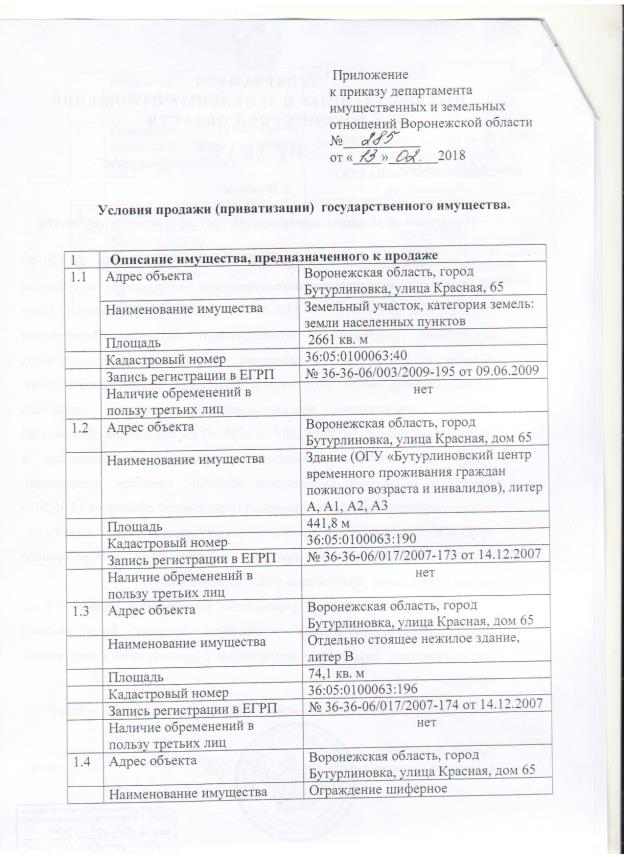 Приложение
к приказу департамента
имущественных и земельных
отношений Воронежской области
№ 285
от « 13 » 02. 2018
Условия продажи (приватизации) государственного имущества.
1 Описание имущества, предназначенного к продаже
1.1 Адрес объекта Воронежская область, город
Бутурлиновка, улица Красная, 65
Наименование имущества Земельный участок, категория земель:
земли населенных пунктов
Площадь 2661 кв. м
Кадастровый номер 36:05:0100063:40
Запись регистрации в ЕГРП № 36-36-06/003/2009-195 от 09.06.2009
Наличие обременений в нет
пользу третьих лиц
1.2 Адрес объекта Воронежская область, город
Бутурлиновка, улица Красная, дом 65
Наименование имущества Здание (ОГУ «Бутурлиновский центр
временного проживания граждан
пожилого возраста и инвалидов), литер
А, А1, А2, А3
Площадь 441,8 м
Кадастровый номер 36:05:0100063:190
Запись регистрации в ЕГРП № 36-36-06/017/2007-173 от 14.12.2007
Наличие обременений в нет
пользу третьих лиц
1.3 Адрес объекта Воронежская область, город
Бутурлиновка, улица Красная, дом 65
Наименование имущества Отдельно стоящее нежилое здание,
литер В
Площадь 74,1 кв. м
Кадастровый номер 36:05:0100063:196
Запись регистрации в ЕГРП № 36-36-06/017/2007-174 от 14.12.2007
Наличие обременений в нет
пользу третьих лиц
1.4 Адрес объекта Воронежская область, город
Бутурлиновка, улица Красная, дом 65
Наименование имущества Ограждение шиферное